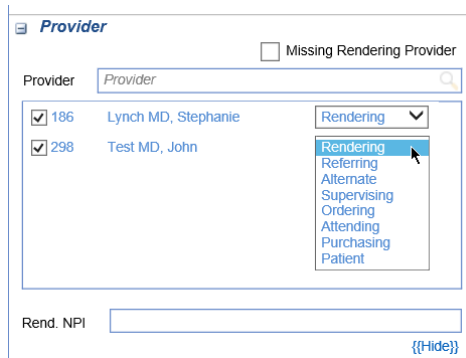 Provider
Missing Rendering Provider
Provider Provider
186 Lynch MD, Stephanie Rendering
298 Test MD, John
Rendering
Referring
Alternate
Supervising
Ordering
Attending
Purchasing
Patient
Rend. NPI
{{Hide}}